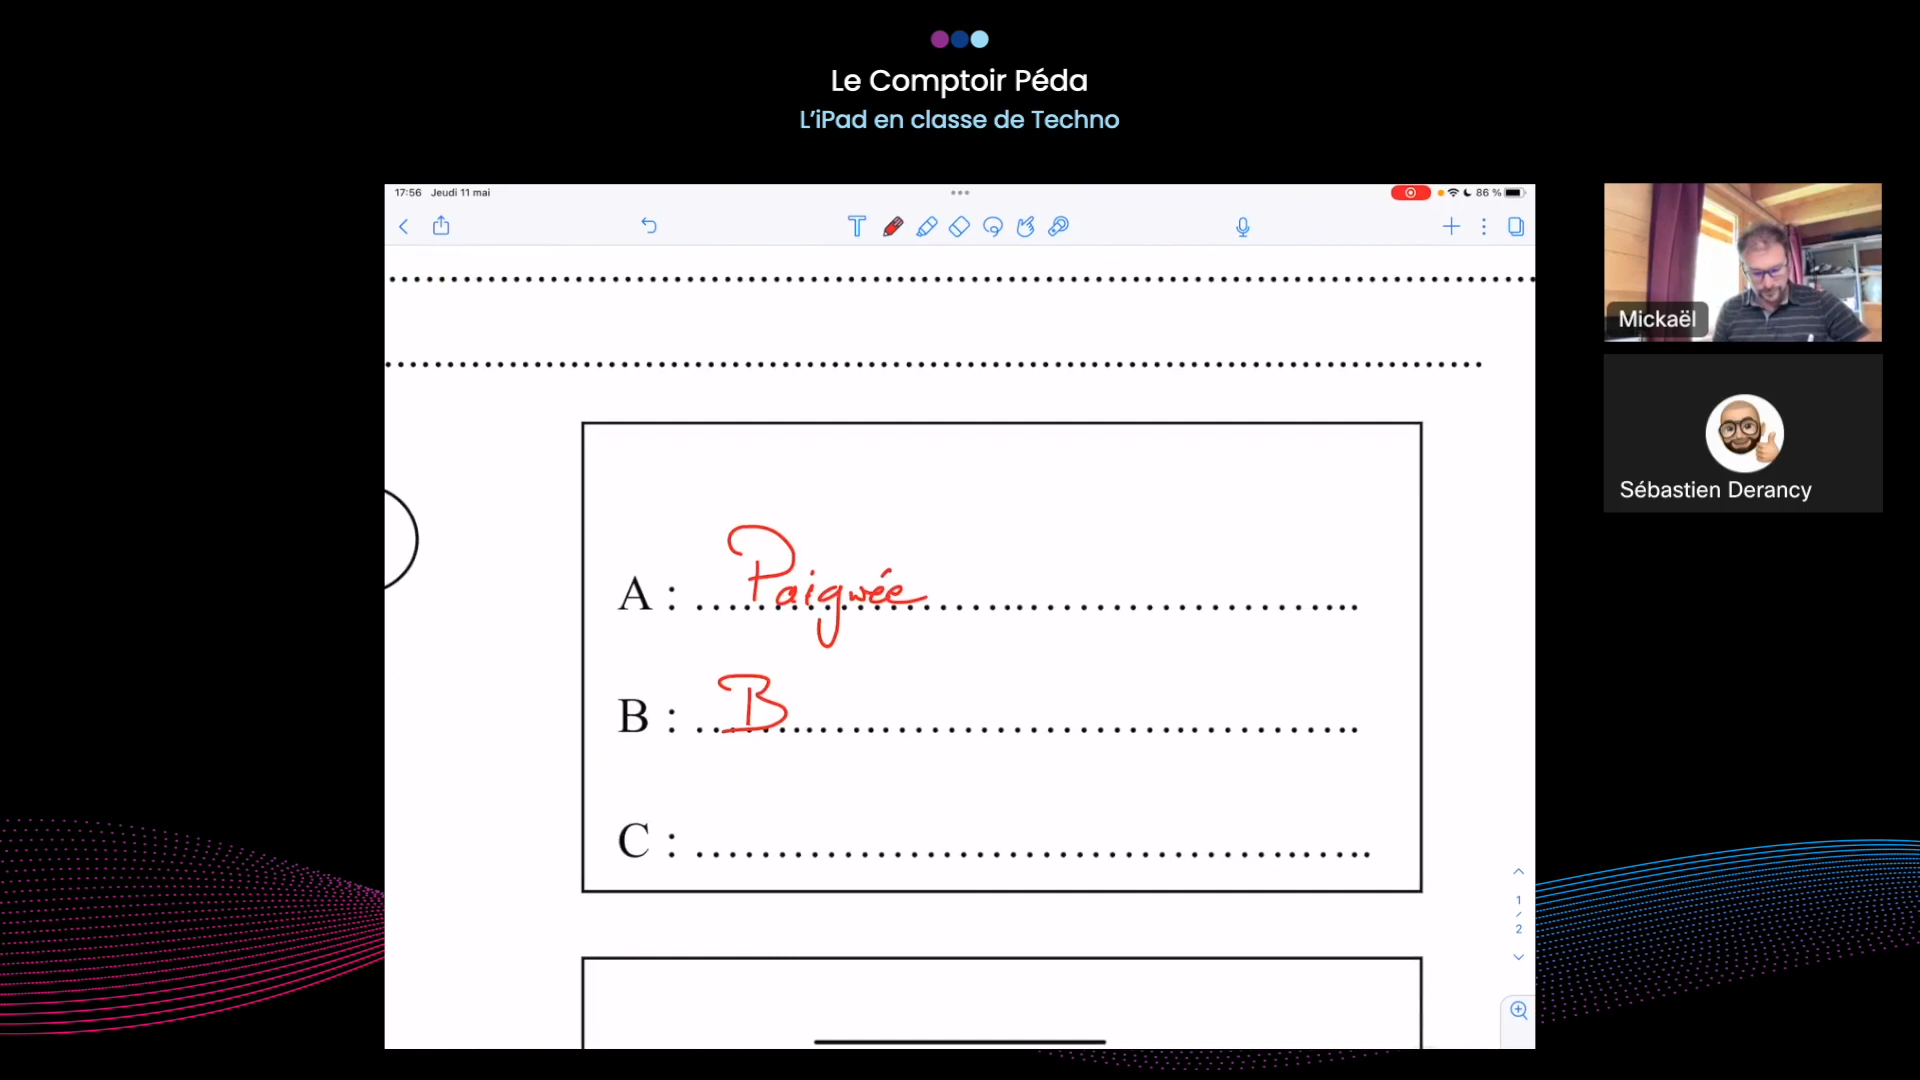 Le Comptoir Péda
L'iPad en classe de Techno
17:56 Jeudi 11 mai
86 %
A : Paignée
B : B
C :
1
/
2
Mickaël
Sébastien Derancy